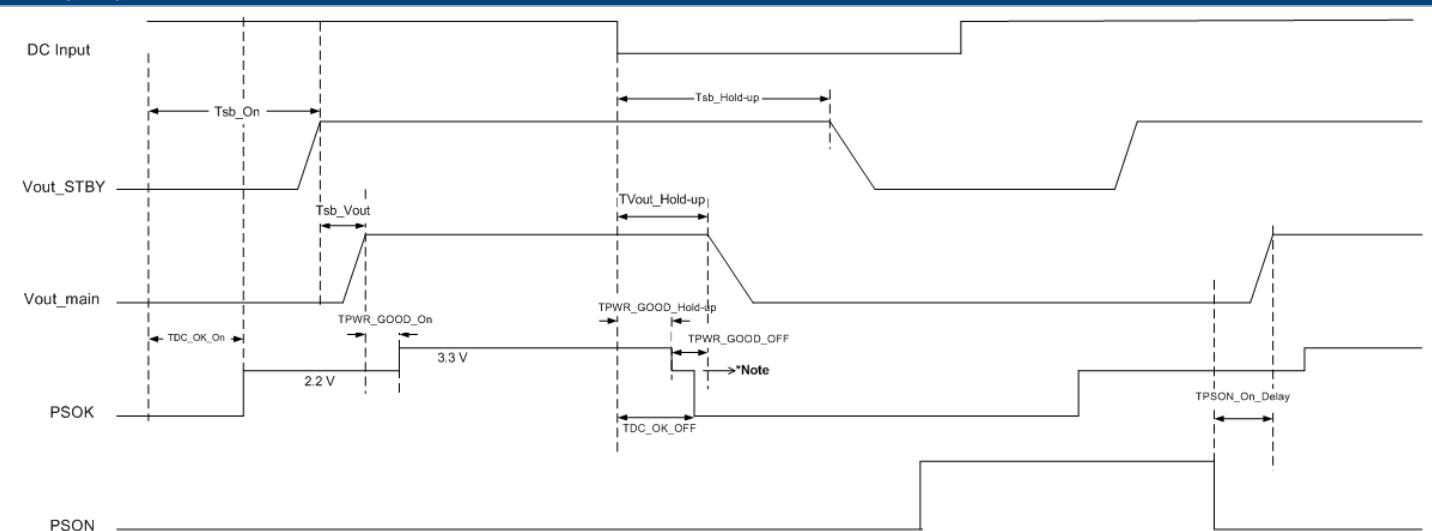 DC Input
Tsb_On
Tsb_Hold-up
Vout_STBY
Tsb_Vout
TVout_Hold-up
Vout_main
TPWR_GOOD_On
TPWR_GOOD_Hold-up
TDC_OK_On
TPWR_GOOD_OFF
3.3 V
2.2 V
*Note
PSOK
TDC_OK_OFF
TPSON_On_Delay
PSON